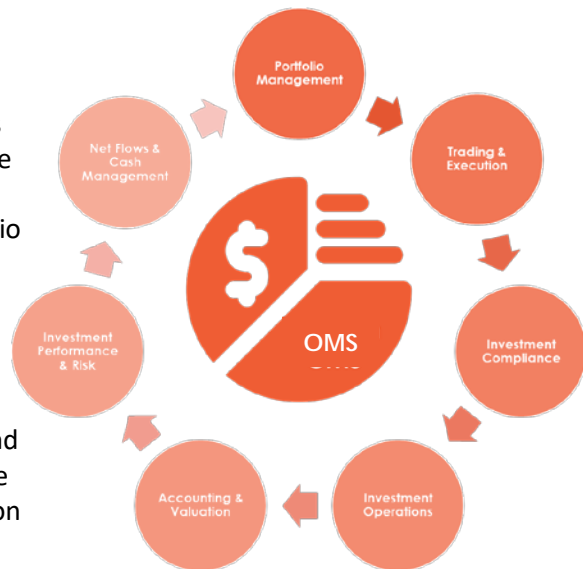 Portfolio
Management
Trading &
Execution
Investment
Compliance
Investment
Operations
Accounting &
Valuation
Investment
Performance
& Risk
Net Flows &
Cash
Management
$
OMS